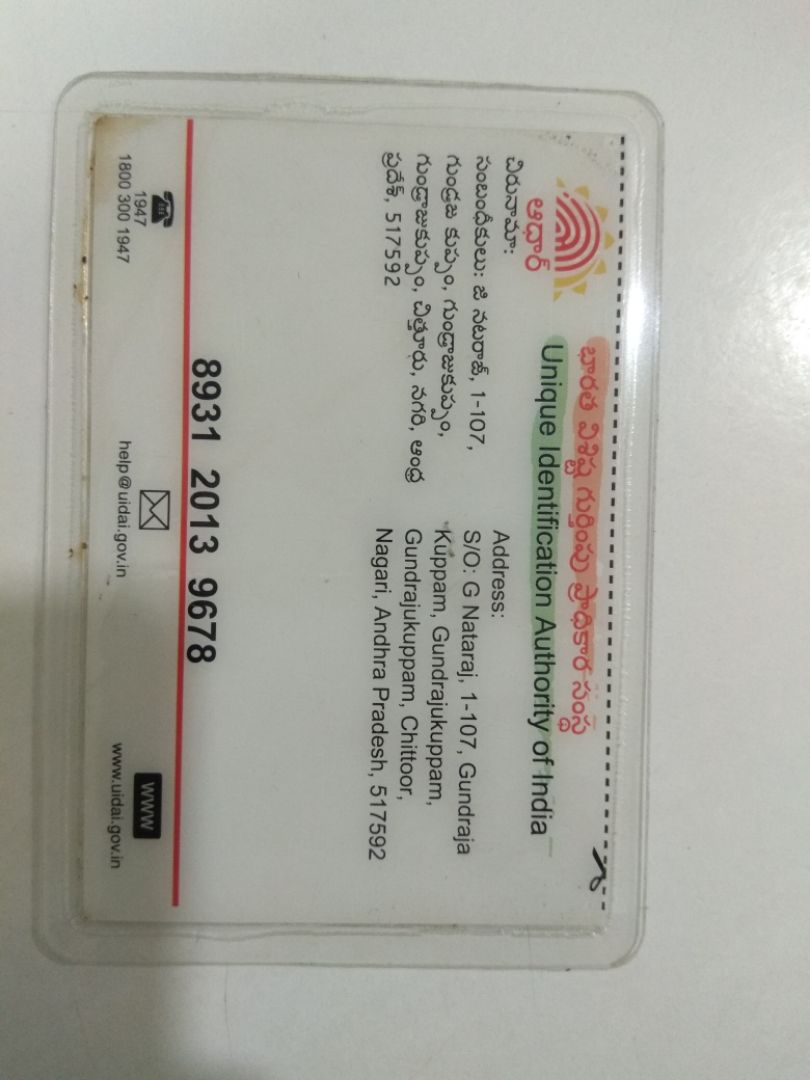 భారత విశిష్ట గుర్తింపు ప్రాధికార సంస్థ
Unique Identification Authority of India
ఆధార్
చిరునామా:
సంబంధీకులు: జి నటరాజ్, 1-107,
గుండ్రజ కుప్పం, గుండ్రాజుకుప్పం,
గుండ్రాజుకుప్పం, చిత్తూరు, నగరి, ఆంధ్ర
ప్రదేశ్, 517592
Address:
S/O: G Nataraj, 1-107, Gundraja
Kuppam, Gundrajukuppam,
Gundrajukuppam, Chittoor,
Nagari, Andhra Pradesh, 517592
8931 2013 9678
1947
1800 300 1947
help@uidai.gov.in
WWW
www.uidai.gov.in